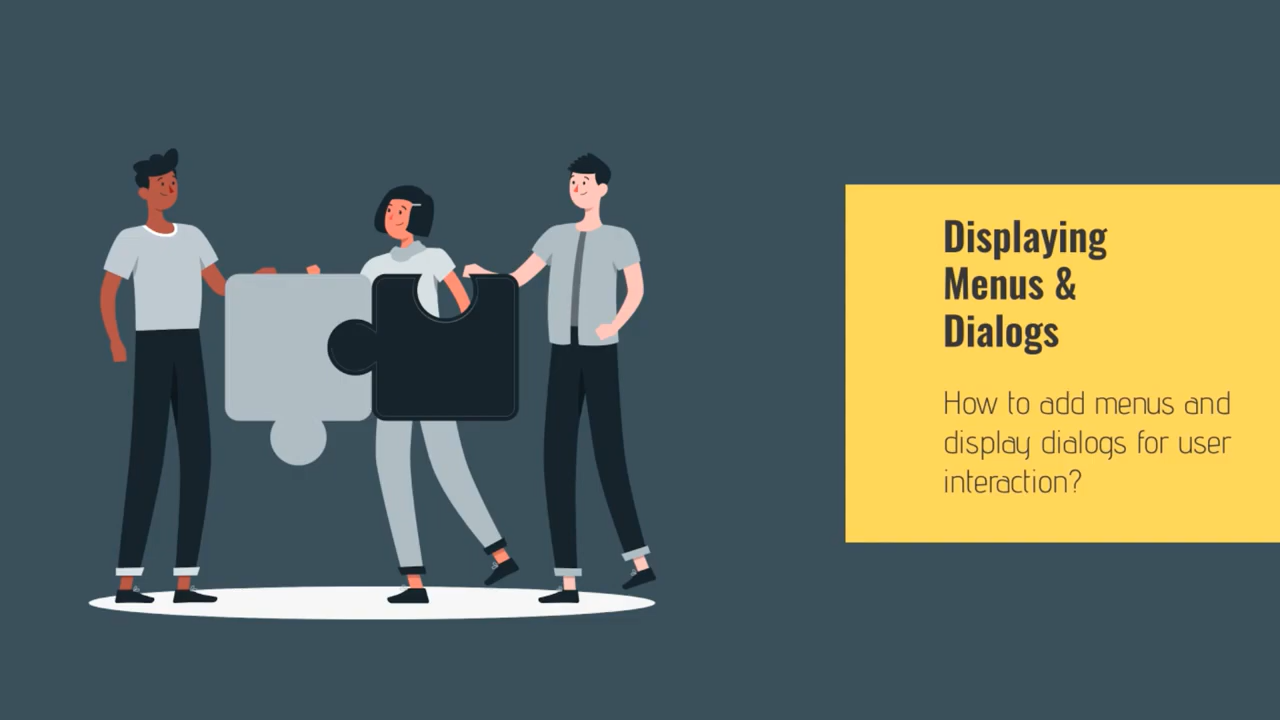 Displaying
Menus &
Dialogs
How to add menus and
display dialogs for user
interaction?